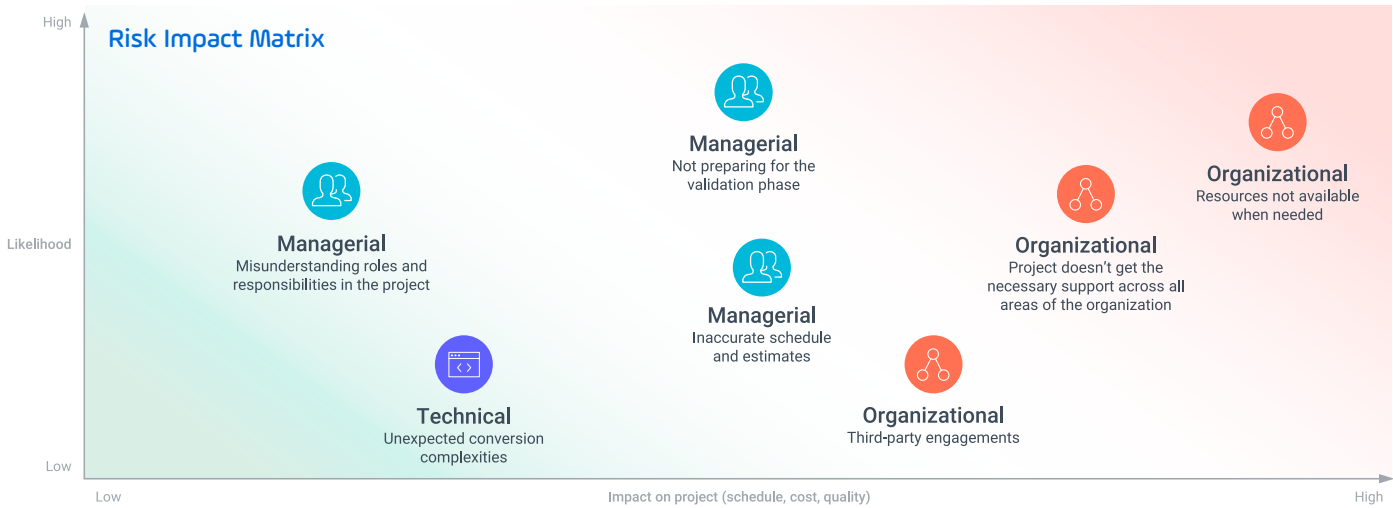 High
Risk Impact Matrix
Managerial
Not preparing for the
validation phase
Organizational
Resources not available
when needed
Managerial
Misunderstanding roles and
responsibilities in the project
Organizational
Project doesn't get the
necessary support across all
areas of the organization
Likelihood
Managerial
Inaccurate schedule
and estimates
Technical
Unexpected conversion
complexities
Organizational
Third-party engagements
Low
Low
Impact on project (schedule, cost, quality)
High